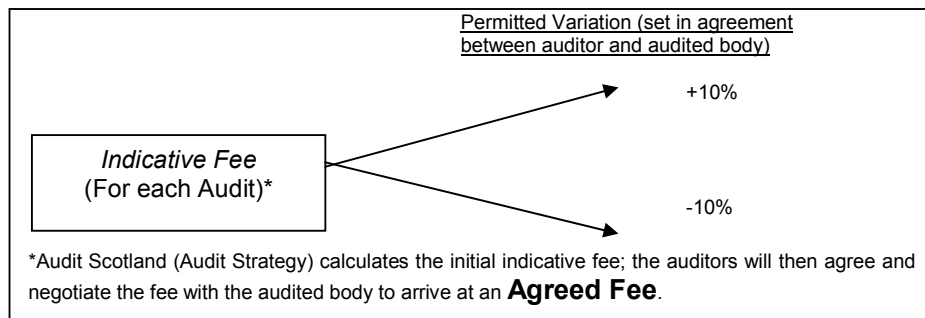 Permitted Variation (set in agreement
between auditor and audited body)
+10%
Indicative Fee
(For each Audit)*
-10%
*Audit Scotland (Audit Strategy) calculates the initial indicative fee; the auditors will then agree and
negotiate the fee with the audited body to arrive at an Agreed Fee.